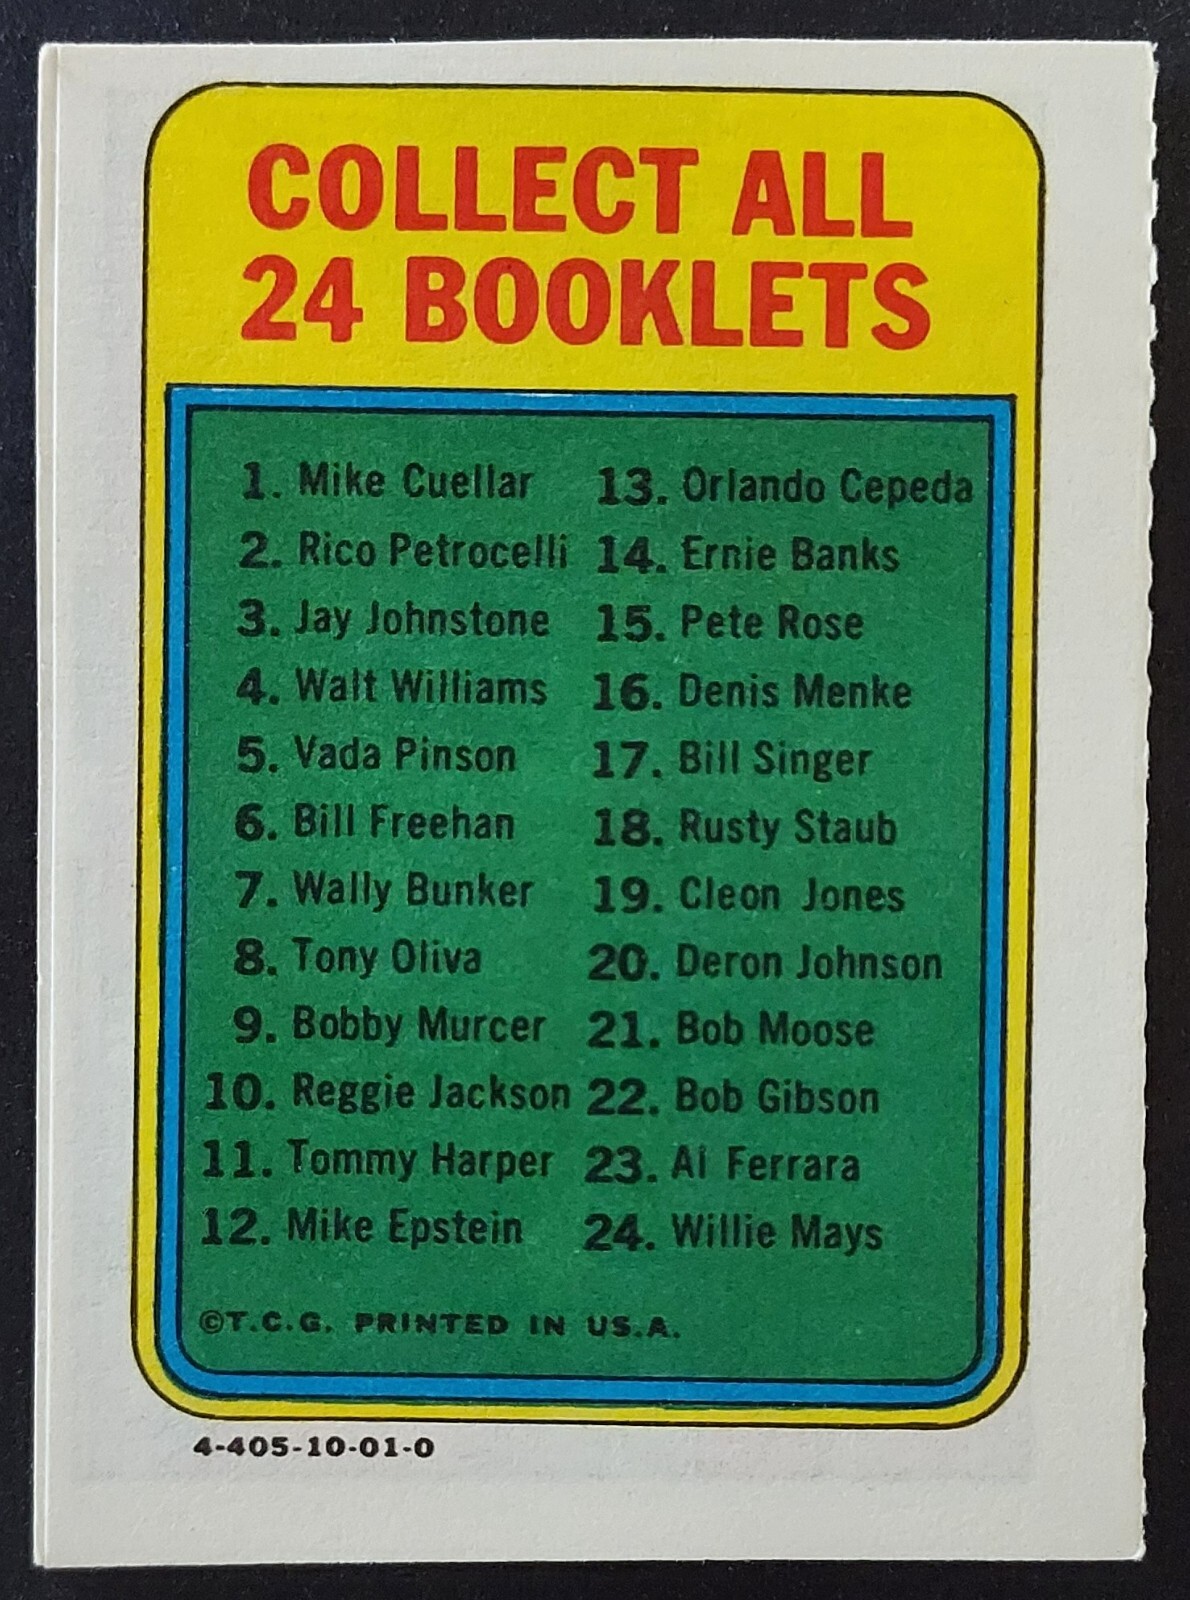 COLLECT ALL
24 BOOKLETS
1. Mike Cuellar
2. Rico Petrocelli
3. Jay Johnstone
4. Walt Williams
5. Vada Pinson
6. Bill Freehan
7. Wally Bunker
8. Tony Oliva
9. Bobby Murcer
10. Reggie Jackson
11. Tommy Harper
12. Mike Epstein
13. Orlando Cepeda
14. Ernie Banks
15. Pete Rose
16. Denis Menke
17. Bill Singer
18. Rusty Staub
19. Cleon Jones
20. Deron Johnson
21. Bob Moose
22. Bob Gibson
23. Al Ferrara
24. Willie Mays
©T.C.G. PRINTED IN U.S.A.
4-405-10-01-0